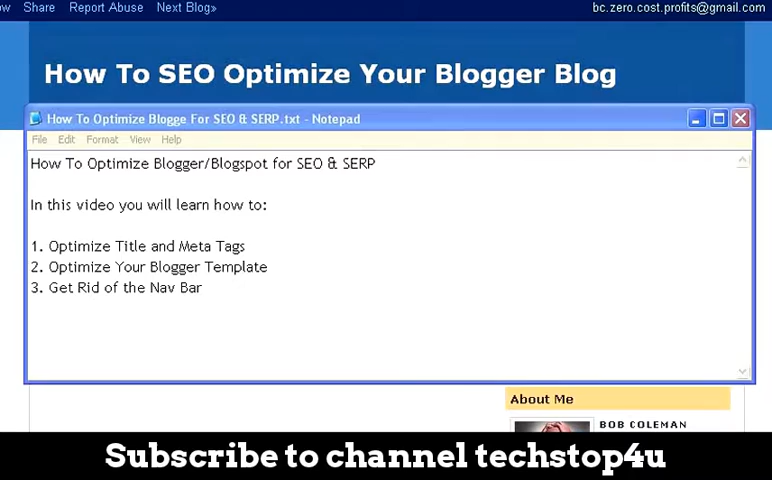 Share Report Abuse Next Blog» bc.zero.cost.profits@gmail.com
How To SEO Optimize Your Blogger Blog
How To Optimize Blogge For SEO & SERP.txt - Notepad
File Edit Format View Help
How To Optimize Blogger/Blogspot for SEO & SERP
In this video you will learn how to:
1. Optimize Title and Meta Tags
2. Optimize Your Blogger Template
3. Get Rid of the Nav Bar
About Me
BOB COLEMAN
Subscribe to channel techstop4u